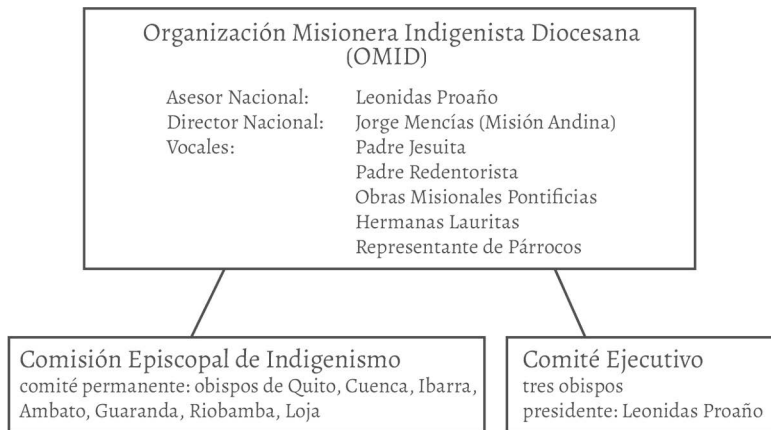 Organización Misionera Indigenista Diocesana
(OMID)
Asesor Nacional: Leonidas Proaño
Director Nacional: Jorge Mencías (Misión Andina)
Vocales: Padre Jesuita
Padre Redentorista
Obras Misionales Pontificias
Hermanas Lauritas
Representante de Párrocos
Comisión Episcopal de Indigenismo
comité permanente: obispos de Quito, Cuenca, Ibarra,
Ambato, Guaranda, Riobamba, Loja
Comité Ejecutivo
tres obispos
presidente: Leonidas Proaño